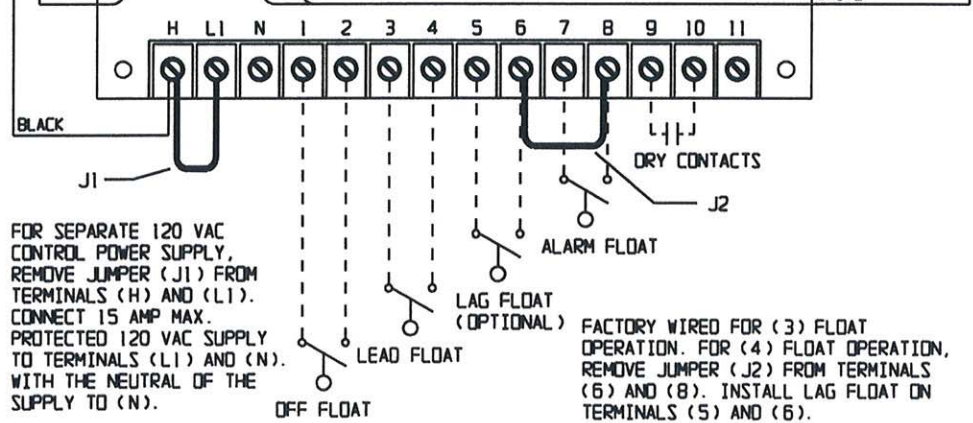 H L1 N 1 2 3 4 5 6 7 8 9 10 11
BLACK
J1
DRY CONTACTS
J2
ALARM FLOAT
LAG FLOAT
(OPTIONAL)
LEAD FLOAT
OFF FLOAT
FOR SEPARATE 120 VAC
CONTROL POWER SUPPLY,
REMOVE JUMPER (J1) FROM
TERMINALS (H) AND (L1).
CONNECT 15 AMP MAX.
PROTECTED 120 VAC SUPPLY
TO TERMINALS (L1) AND (N).
WITH THE NEUTRAL OF THE
SUPPLY TO (N).
FACTORY WIRED FOR (3) FLOAT
OPERATION. FOR (4) FLOAT OPERATION,
REMOVE JUMPER (J2) FROM TERMINALS
(6) AND (8). INSTALL LAG FLOAT ON
TERMINALS (5) AND (6).